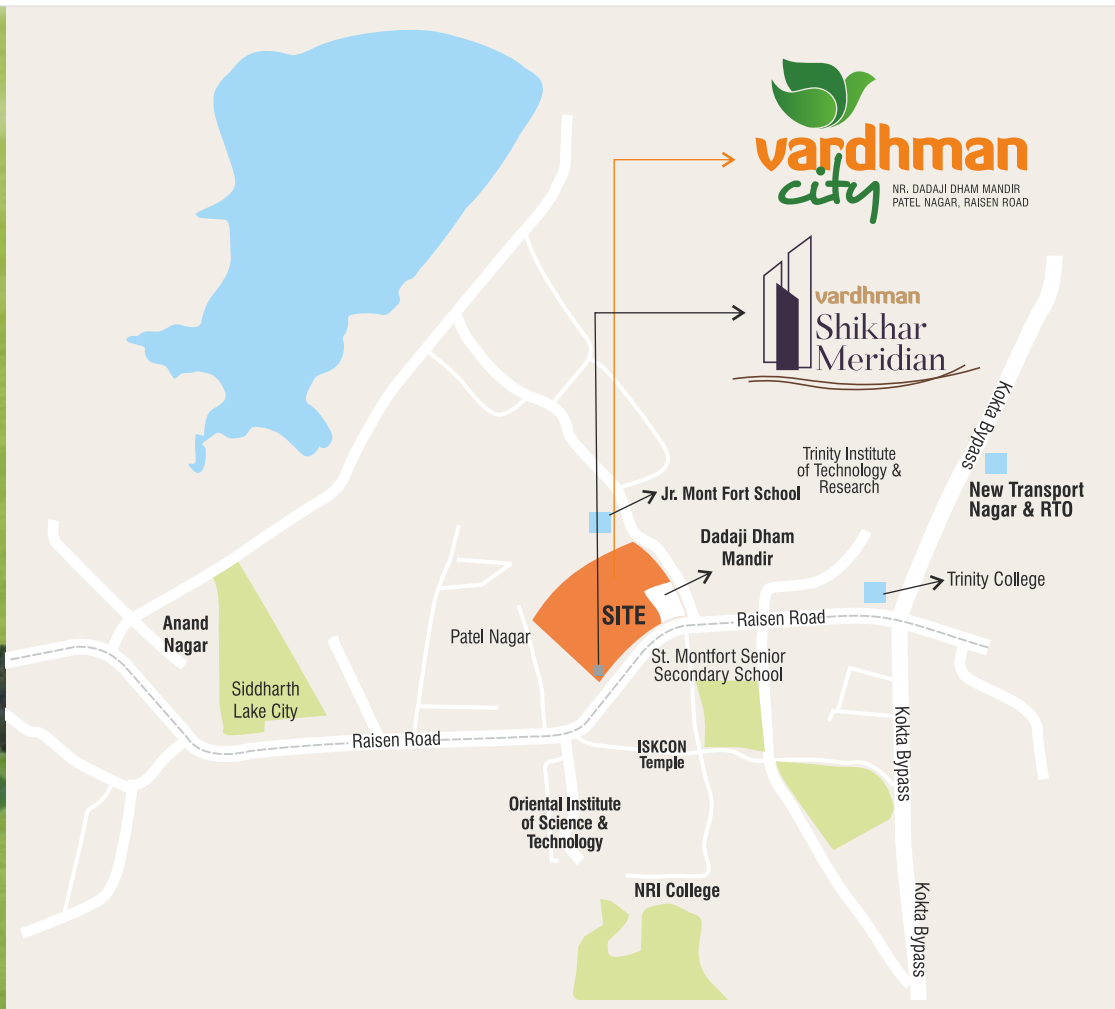 vardhman
city
NR. DADAJI DHAM MANDIR
PATEL NAGAR, RAISEN ROAD
vardhman
Shikhar
Meridian
Kokta Bypass
Trinity Institute
of Technology &
Research
New Transport
Nagar & RTO
Jr. Mont Fort School
Dadaji Dham
Mandir
Trinity College
SITE
Raisen Road
Anand
Nagar
Patel Nagar
St. Montfort Senior
Secondary School
Siddharth
Lake City
Raisen Road
ISKCON
Temple
Kokta Bypass
Oriental Institute
of Science &
Technology
NRI College
Kokta Bypass